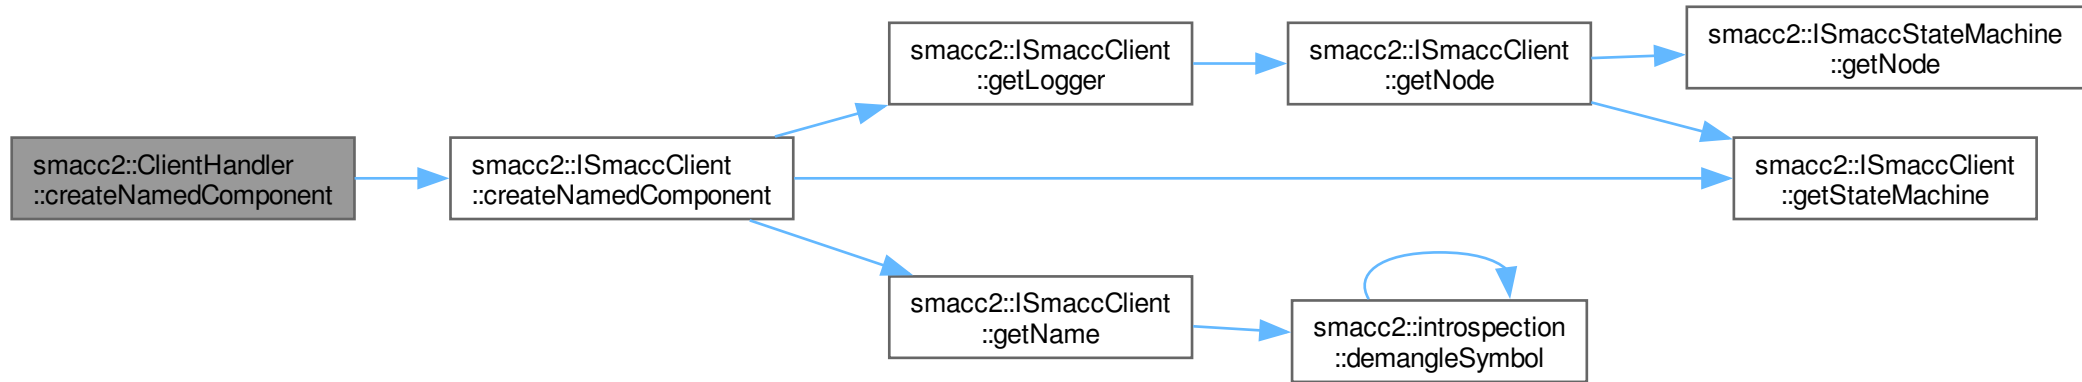 smacc2::ClientHandler
::createNamedComponent
smacc2::ISmaccClient
::createNamedComponent
smacc2::ISmaccClient
::getLogger
smacc2::ISmaccClient
::getNode
smacc2::ISmaccStateMachine
::getNode
smacc2::ISmaccClient
::getStateMachine
smacc2::ISmaccClient
::getName
smacc2::introspection
::demangleSymbol